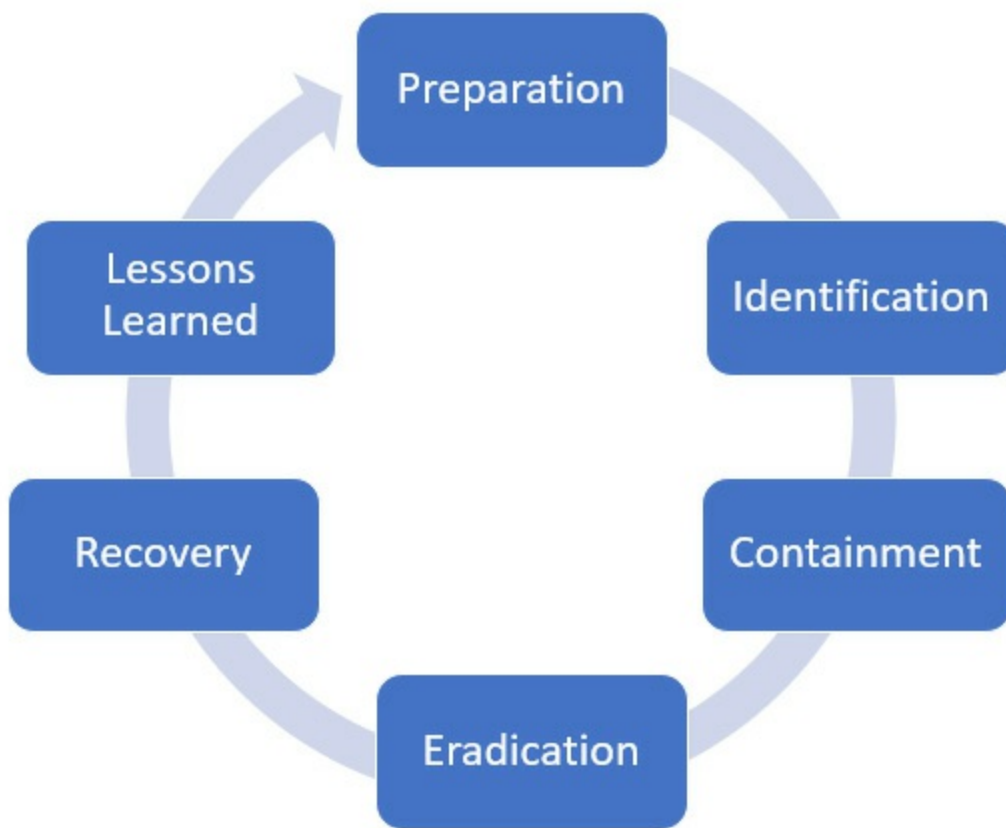 Preparation
Identification
Containment
Eradication
Recovery
Lessons
Learned